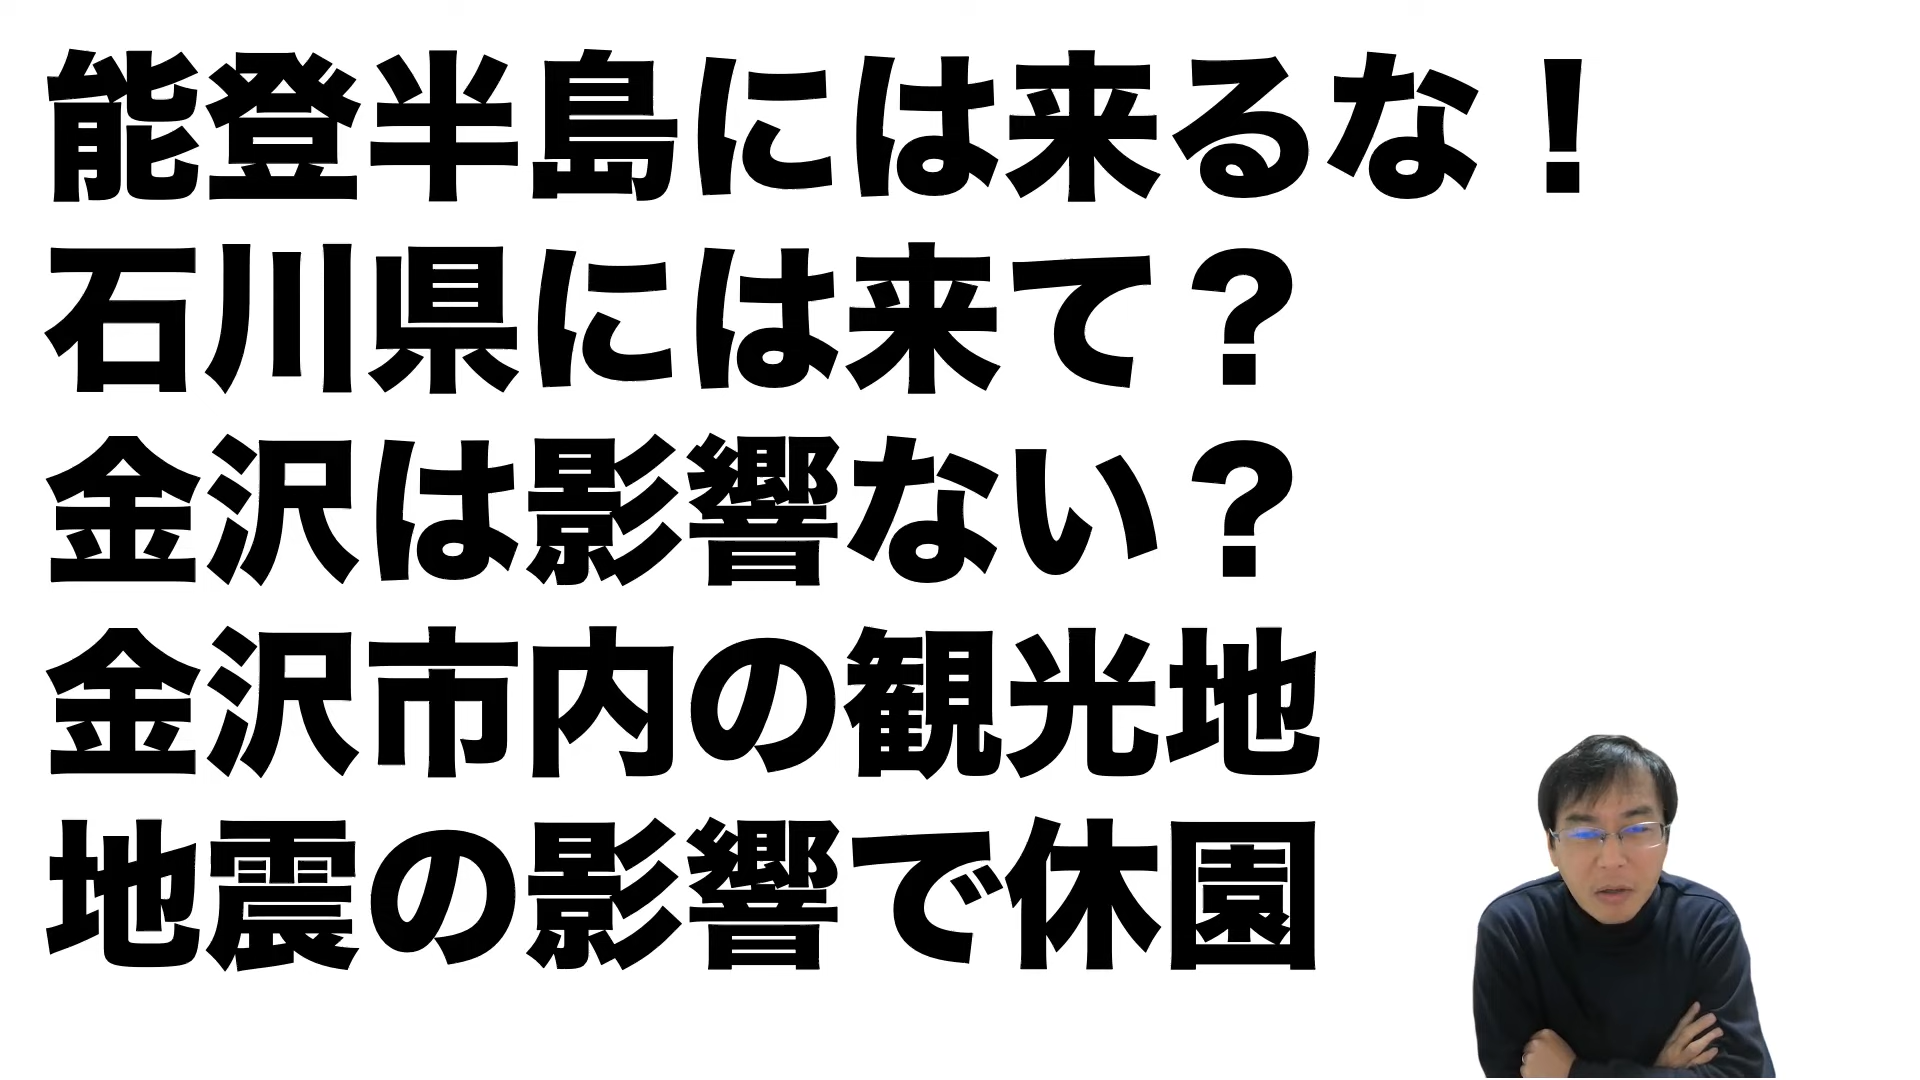 能登半島には来るな！
石川県には来て？
金沢は影響ない？
金沢市内の観光地
地震の影響で休園